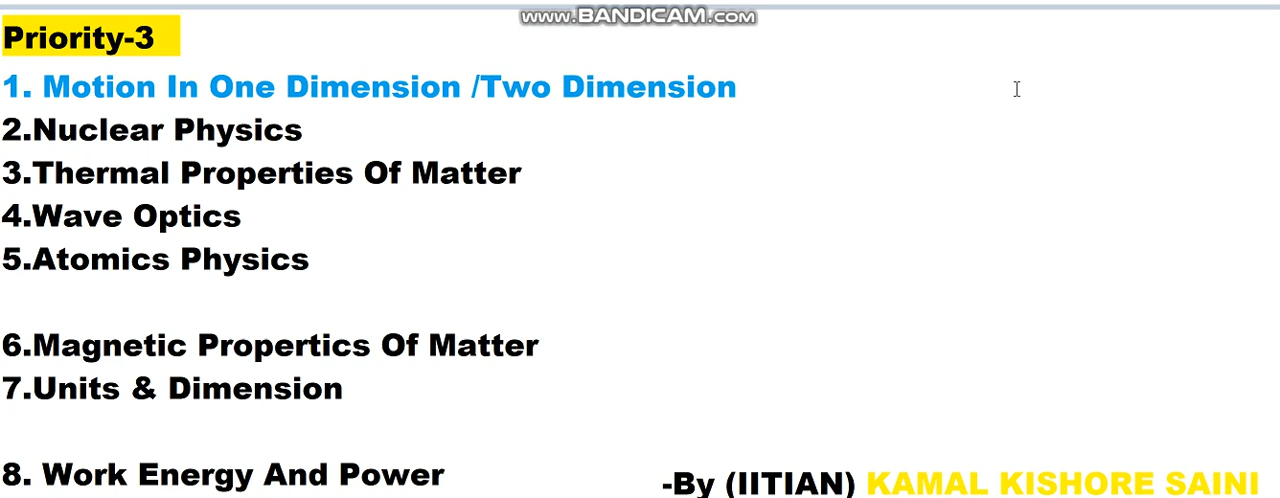 www.BANDICAM.com
Priority-3
1. Motion In One Dimension /Two Dimension
2.Nuclear Physics
3.Thermal Properties Of Matter
4.Wave Optics
5.Atomics Physics
6.Magnetic Propertics Of Matter
7.Units & Dimension
8. Work Energy And Power
-By (IITIAN) KAMAL KISHORE SAINI